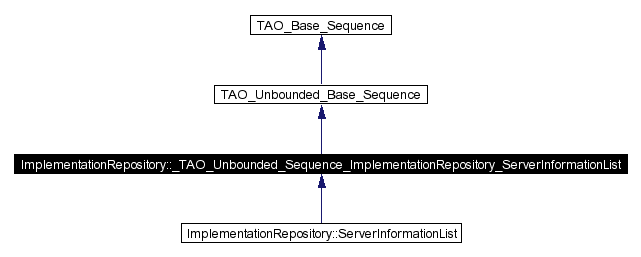 TAO_Base_Sequence
TAO_Unbounded_Base_Sequence
ImplementationRepository::_TAO_Unbounded_Sequence_ImplementationRepository_ServerInformationList
ImplementationRepository::ServerInformationList